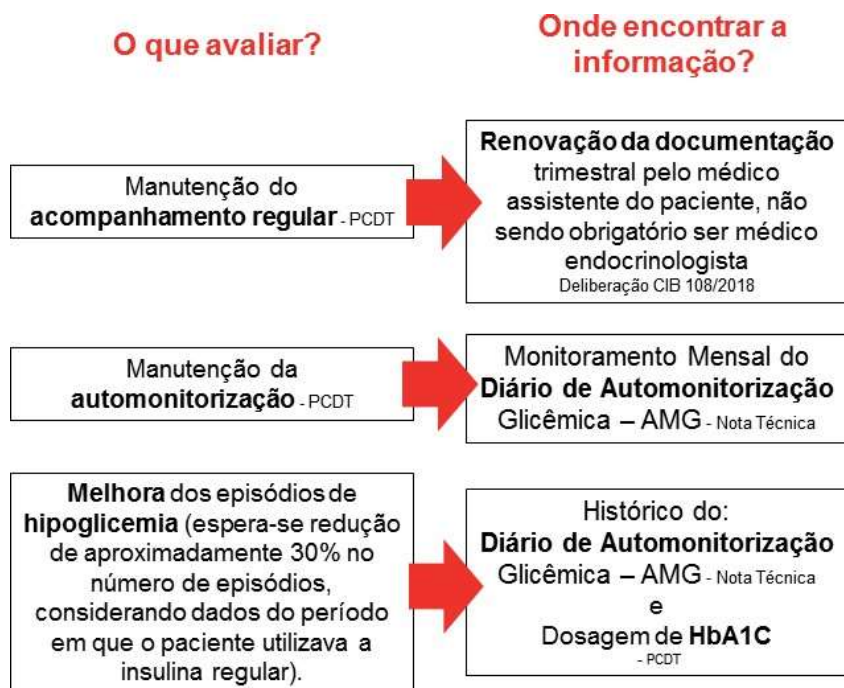 O que avaliar?
Onde encontrar a
informação?
Manutenção do
acompanhamento regular - PCDT
Renovação da documentação
trimestral pelo médico
assistente do paciente, não
sendo obrigatório ser médico
endocrinologista
Deliberação CIB 108/2018
Manutenção da
automonitorização - PCDT
Monitoramento Mensal do
Diário de Automonitorização
Glicêmica – AMG - Nota Técnica
Melhora dos episódios de
hipoglicemia (espera-se redução
de aproximadamente 30% no
número de episódios,
considerando dados do período
em que o paciente utilizava a
insulina regular).
Histórico do:
Diário de Automonitorização
Glicêmica – AMG - Nota Técnica
e
Dosagem de HbA1C
- PCDT